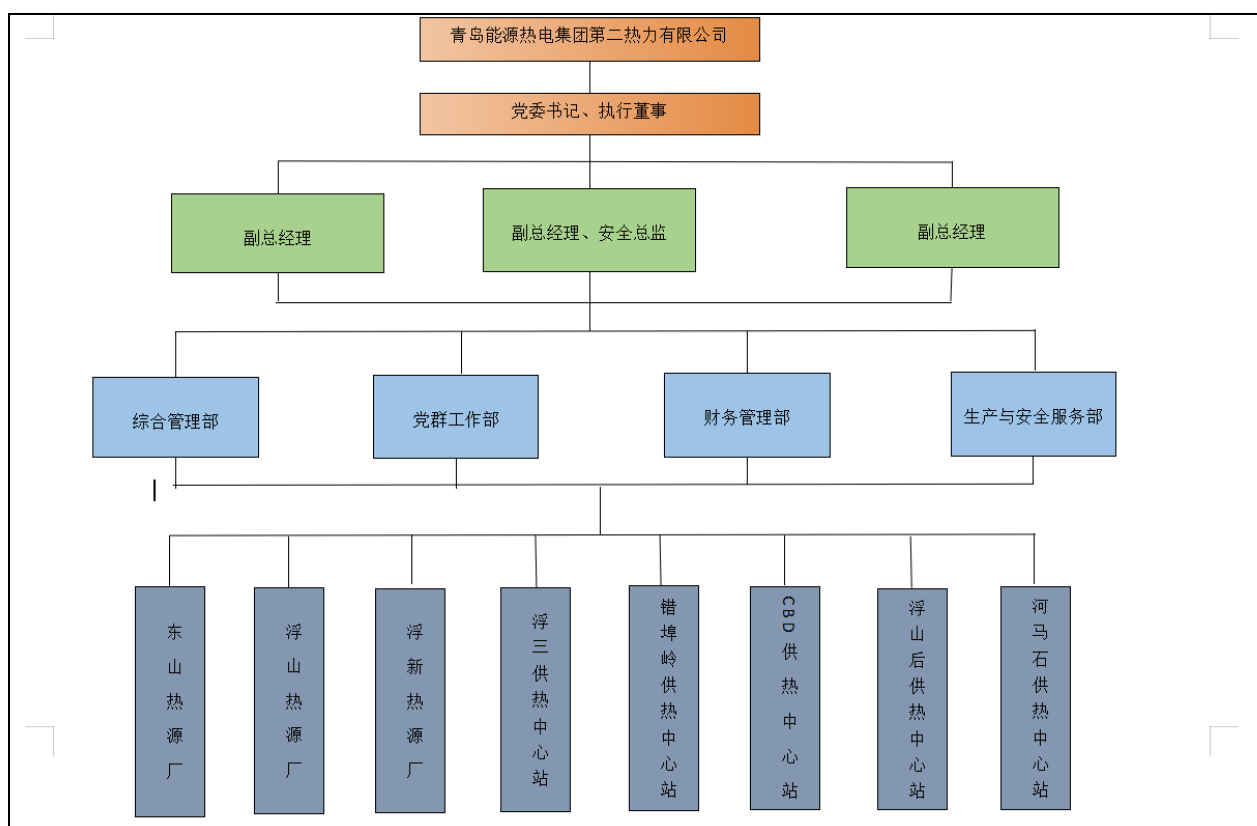 青岛能源热电集团第二热力有限公司
党委书记、执行董事
副总经理
副总经理、安全总监
副总经理
综合管理部
党群工作部
财务管理部
生产与安全服务部
东山热源厂
浮山热源厂
浮新热源厂
浮三供热中心站
错埠岭供热中心站
CBD供热中心站
浮山后供热中心站
河马石供热中心站